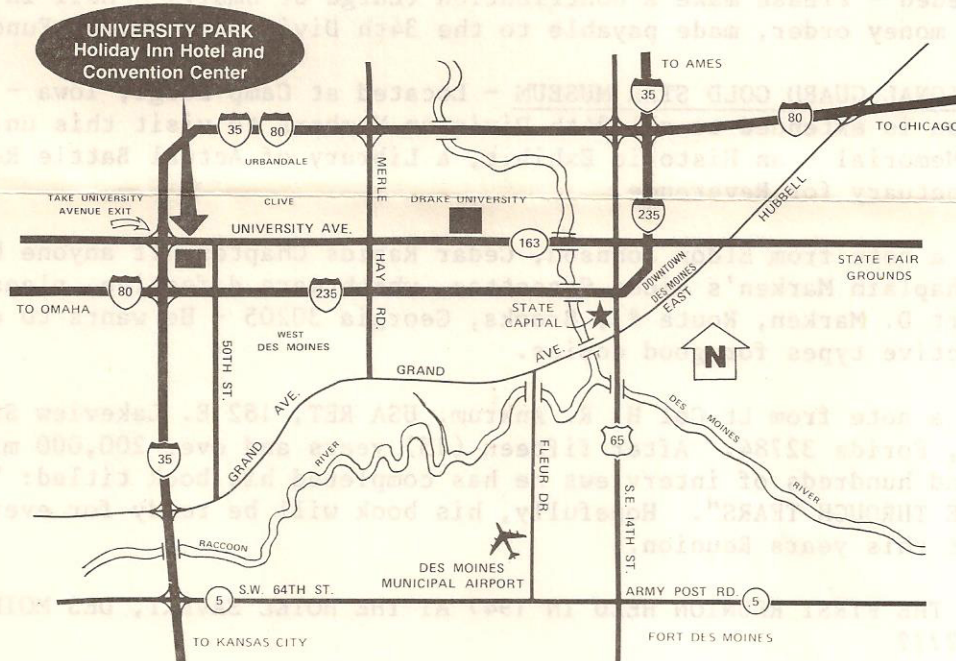 UNIVERSITY PARK
Holiday Inn Hotel and
Convention Center
TO AMES
35
80
TO CHICAGO
35 80
URBANDALE
MERLE HAY RD.
HUBBELL
TAKE UNIVERSITY
AVENUE EXIT
CLIVE
DRAKE UNIVERSITY
235
UNIVERSITY AVE.
163
STATE FAIR
GROUNDS
DOWNTOWN
DES MOINES
EAST
80
235
TO OMAHA
STATE
CAPITAL
WEST
DES MOINES
50TH ST.
GRAND
AVE.
N
GRAND AVE.
DES MOINES RIVER
35
RACCOON RIVER
FLEUR DR.
65
S.E. 14TH ST.
DES MOINES
MUNICIPAL AIRPORT
5
S.W. 64TH ST.
ARMY POST RD.
5
TO KANSAS CITY
FORT DES MOINES